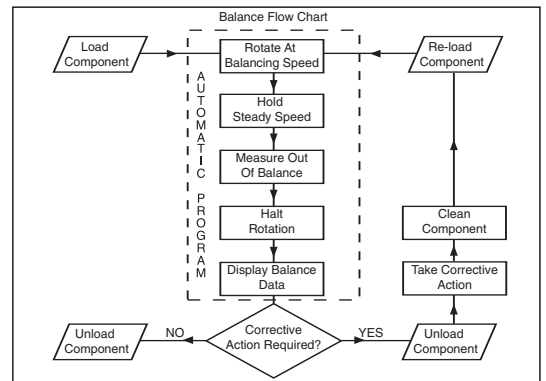 Balance Flow Chart
Load
Component
Rotate At
Balancing Speed
Re-load
Component
AUTOMATIC PROGRAM
Hold
Steady Speed
Measure Out
Of Balance
Halt
Rotation
Clean
Component
Display Balance
Data
Take Corrective
Action
Unload
Component
NO
Corrective
Action Required?
YES
Unload
Component